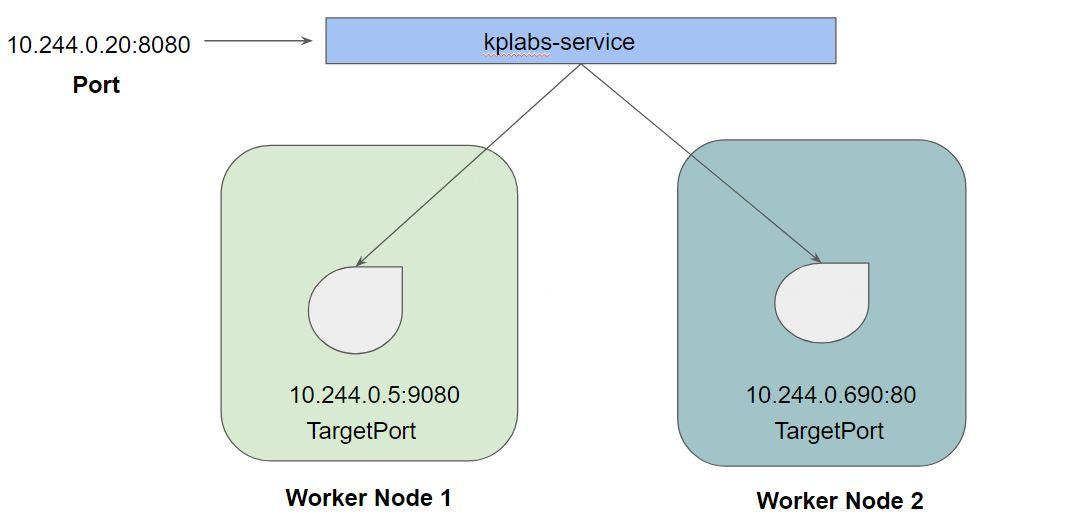 10.244.0.20:8080
kplabs-service
Port
10.244.0.5:9080
TargetPort
10.244.0.690:80
TargetPort
Worker Node 1
Worker Node 2